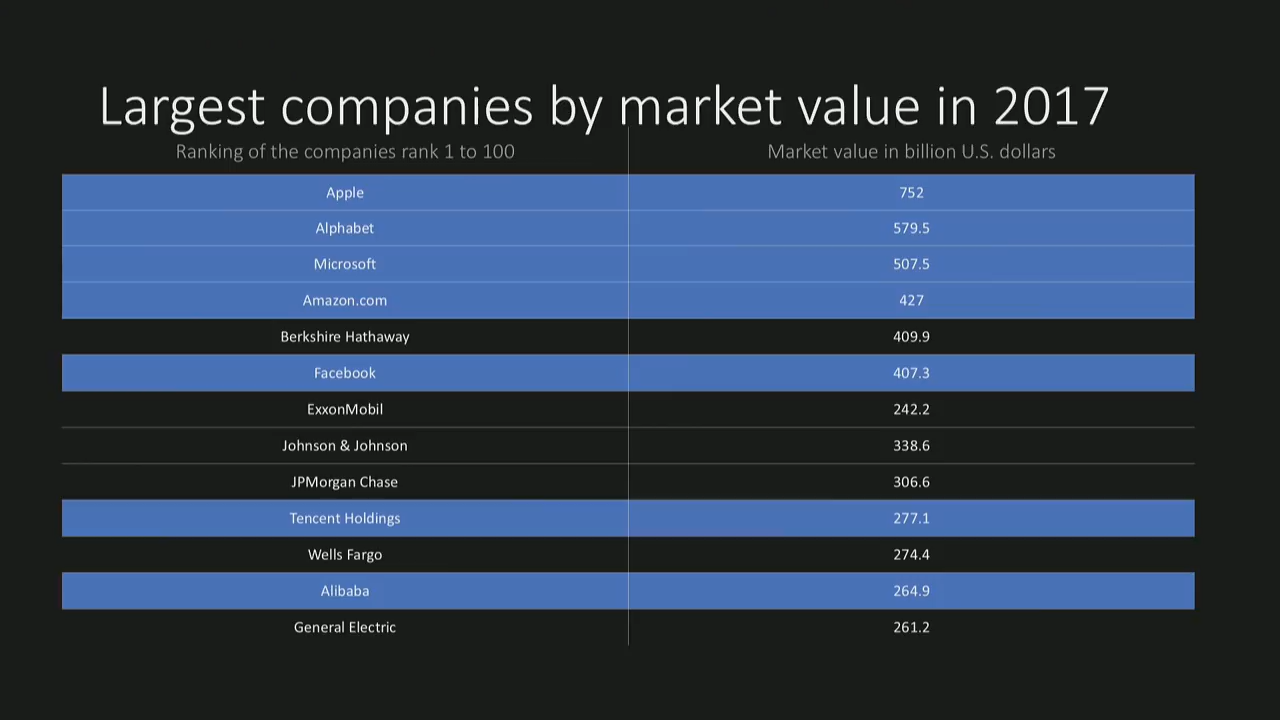 Largest companies by market value in 2017
Ranking of the companies rank 1 to 100 Market value in billion U.S. dollars
Apple 752
Alphabet 579.5
Microsoft 507.5
Amazon.com 427
Berkshire Hathaway 409.9
Facebook 407.3
ExxonMobil 242.2
Johnson & Johnson 338.6
JPMorgan Chase 306.6
Tencent Holdings 277.1
Wells Fargo 274.4
Alibaba 264.9
General Electric 261.2